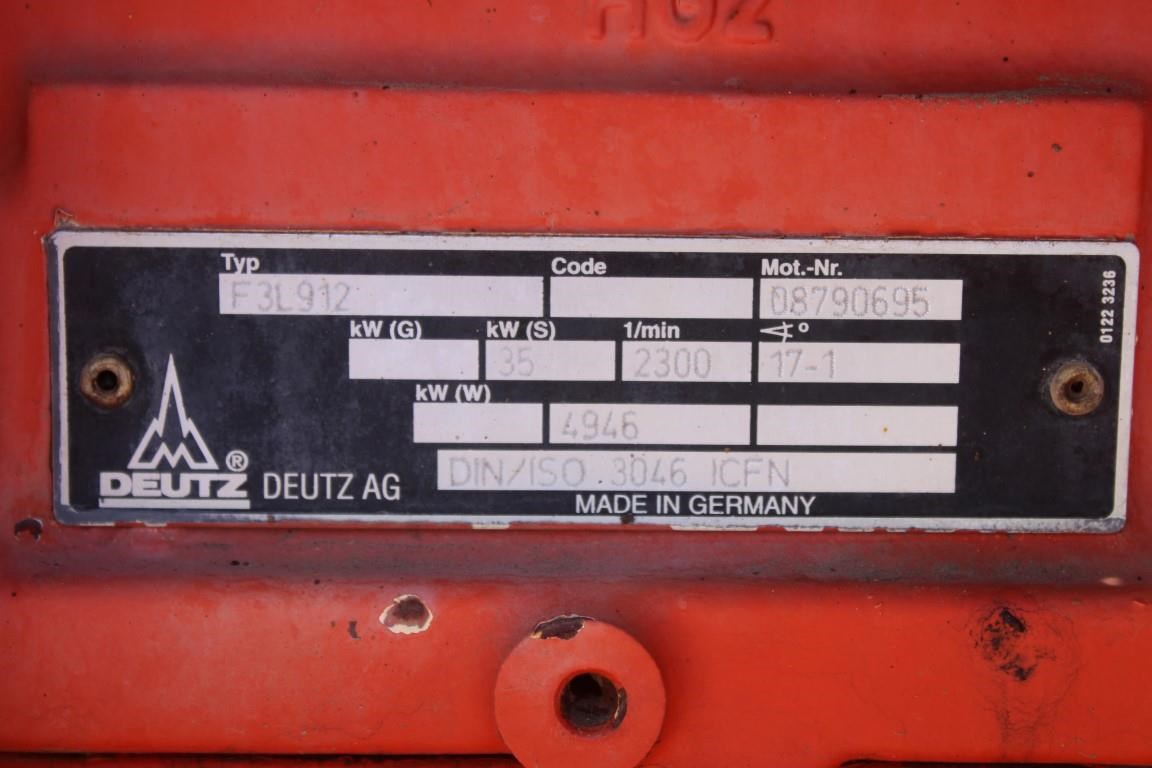 Typ Code Mot.-Nr.
F3L912 08790695
kW (G) kW (S) 1/min ∢ °
35 2300 17-1
kW (W)
4946
DIN/ISO 3046 ICFN
DEUTZ ® DEUTZ AG
MADE IN GERMANY
0122 3236